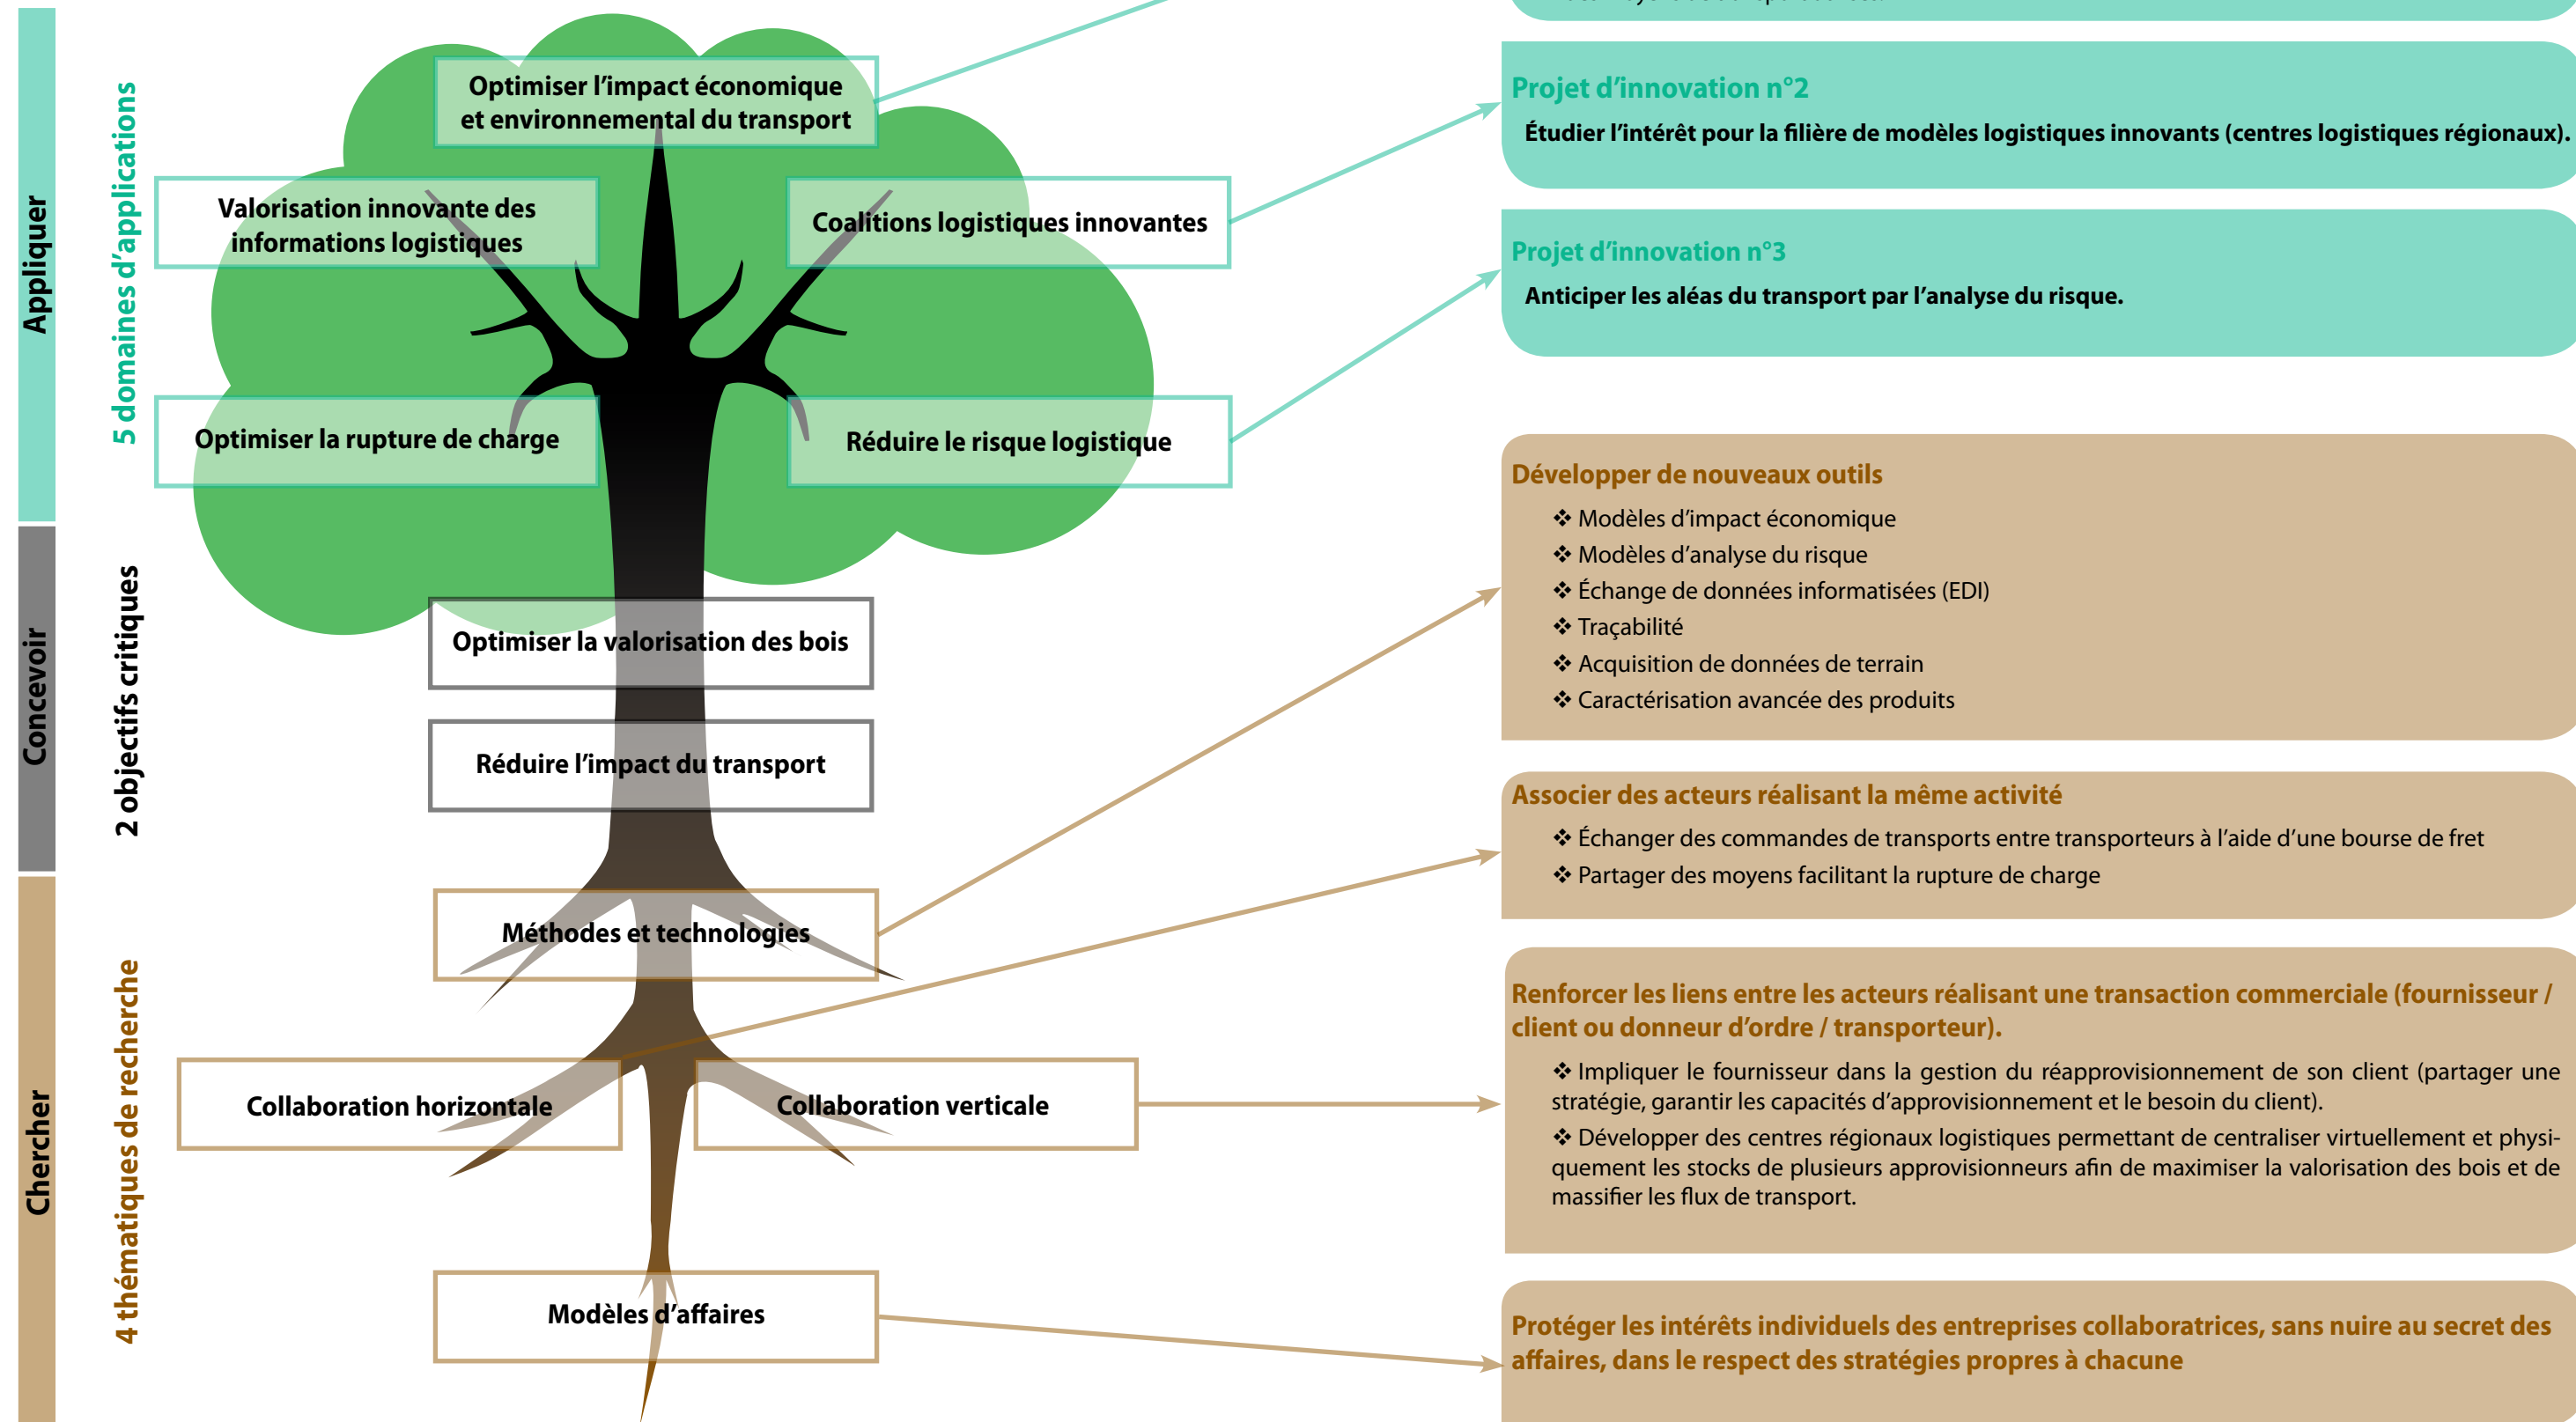 Appliquer
5 domaines d’applications
Optimiser l’impact économique
et environnemental du transport
Valorisation innovante des
informations logistiques
Coalitions logistiques innovantes
Optimiser la rupture de charge
Réduire le risque logistique
Concevoir
2 objectifs critiques
Optimiser la valorisation des bois
Réduire l’impact du transport
Chercher
4 thématiques de recherche
Méthodes et technologies
Collaboration horizontale
Collaboration verticale
Modèles d’affaires
Projet d’innovation n°2
Étudier l’intérêt pour la filière de modèles logistiques innovants (centres logistiques régionaux).
Projet d’innovation n°3
Anticiper les aléas du transport par l’analyse du risque.
Développer de nouveaux outils
❖ Modèles d’impact économique
❖ Modèles d’analyse du risque
❖ Échange de données informatisées (EDI)
❖ Traçabilité
❖ Acquisition de données de terrain
❖ Caractérisation avancée des produits
Associer des acteurs réalisant la même activité
❖ Échanger des commandes de transports entre transporteurs à l’aide d’une bourse de fret
❖ Partager des moyens facilitant la rupture de charge
Renforcer les liens entre les acteurs réalisant une transaction commerciale (fournisseur /
client ou donneur d’ordre / transporteur).
❖ Impliquer le fournisseur dans la gestion du réapprovisionnement de son client (partager une
stratégie, garantir les capacités d’approvisionnement et le besoin du client).
❖ Développer des centres régionaux logistiques permettant de centraliser virtuellement et physi-
quement les stocks de plusieurs approvisionneurs afin de maximiser la valorisation des bois et de
massifier les flux de transport.
Protéger les intérêts individuels des entreprises collaboratrices, sans nuire au secret des
affaires, dans le respect des stratégies propres à chacune